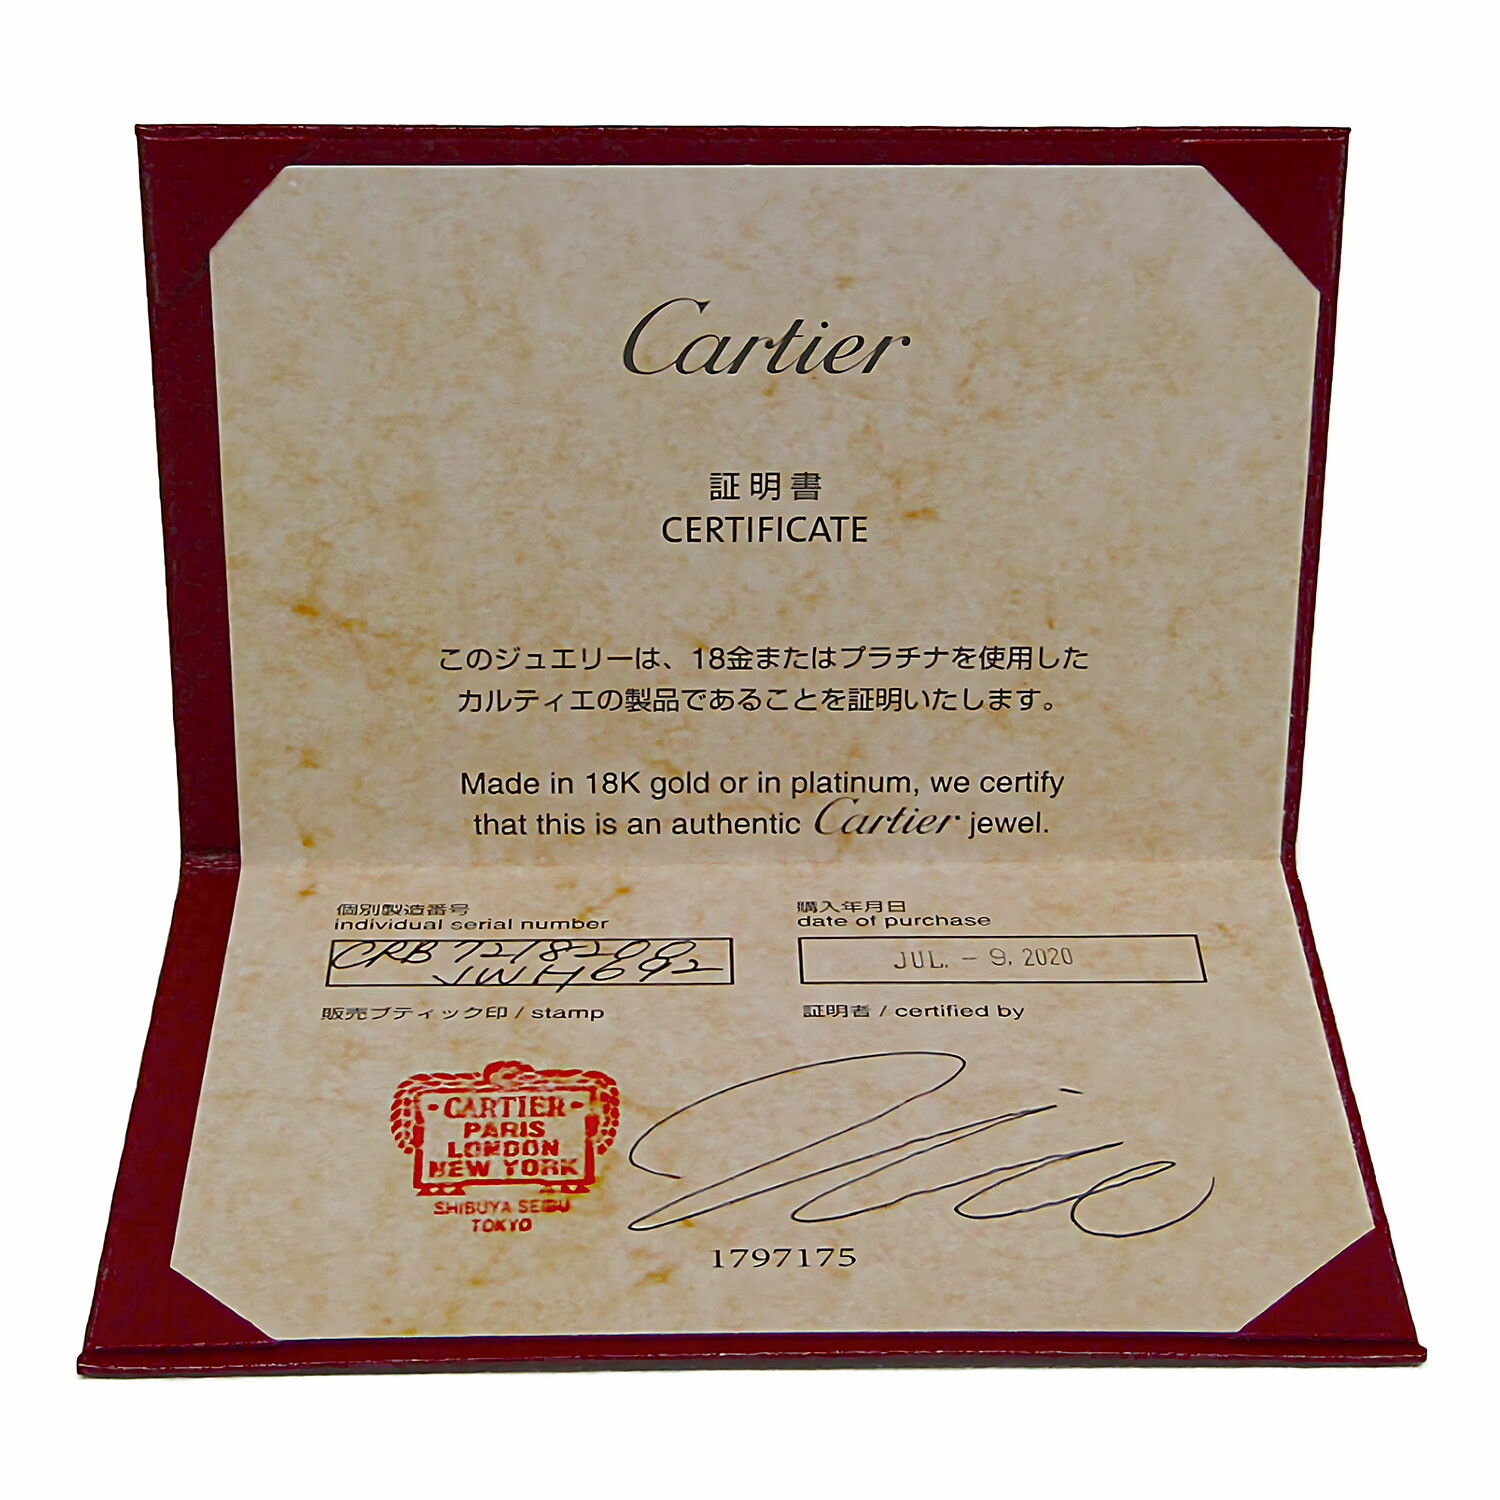 Cartier
証明書
CERTIFICATE
このジュエリーは、18金またはプラチナを使用した
カルティエの製品であることを証明いたします。
Made in 18K gold or in platinum, we certify
that this is an authentic Cartier jewel.
個別製造番号
individual serial number
CRB7218200
JWH692
購入年月日
date of purchase
JUL. - 9. 2020
販売ブティック印 / stamp
証明者 / certified by
CARTIER
PARIS
LONDON
NEW YORK
SHIBUYA SEIBU
TOKYO
1797175